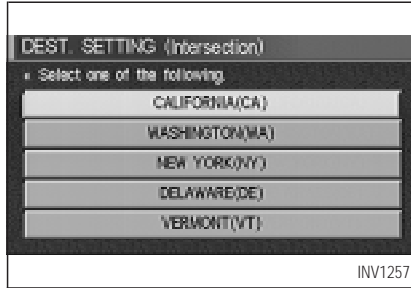 DEST. SETTING (Intersection)
Select one of the following.
CALIFORNIA(CA)
WASHINGTON(WA)
NEW YORK(NY)
DELAWARE(DE)
VERMONT(VT)
INV1257